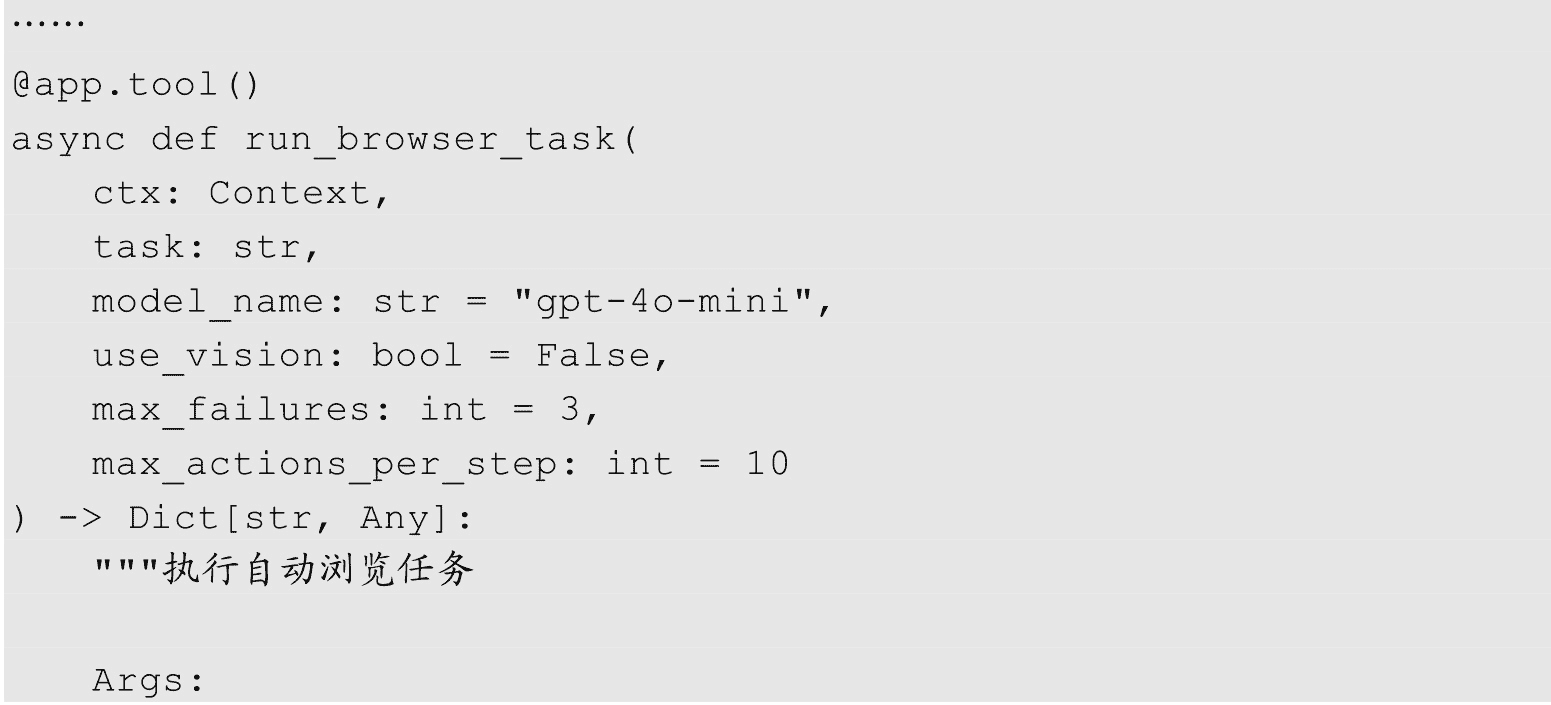 ……
@app.tool()
async def run_browser_task(
    ctx: Context,
    task: str,
    model_name: str = "gpt-4o-mini",
    use_vision: bool = False,
    max_failures: int = 3,
    max_actions_per_step: int = 10
) -> Dict[str, Any]:
    """执行自动浏览任务

    Args: